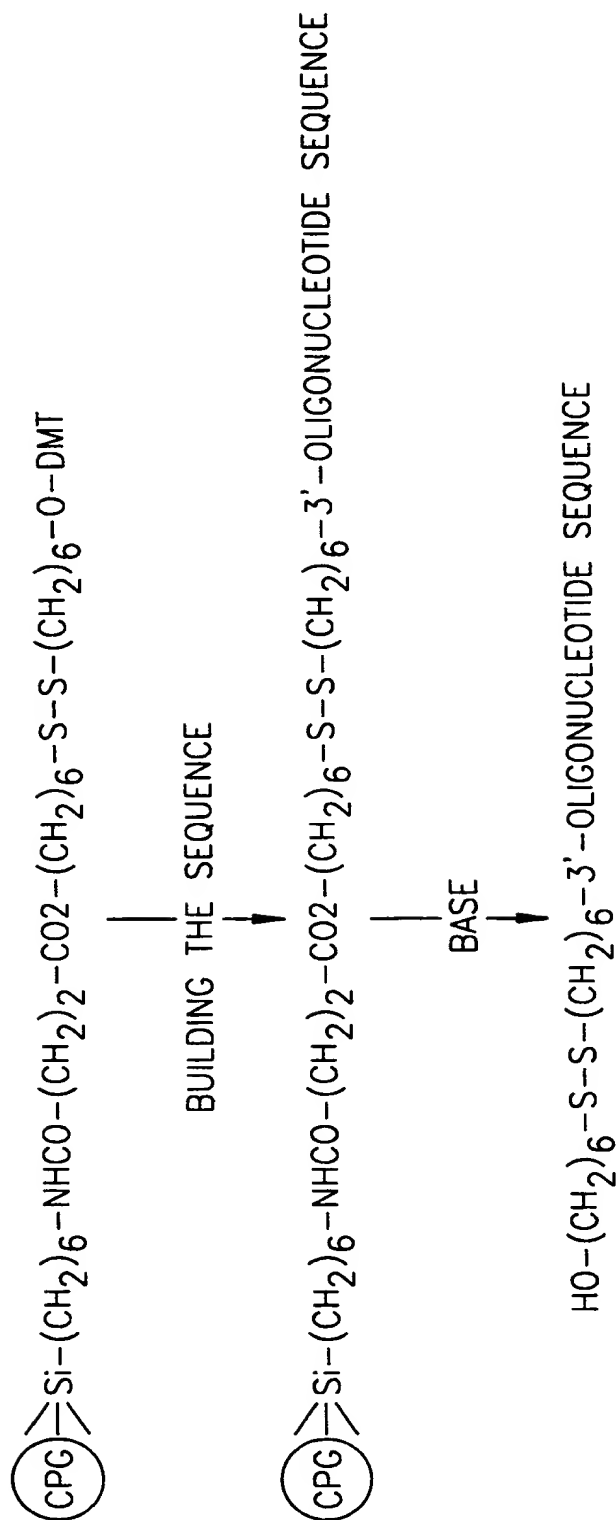 CPG Si-(CH2)6-NHCO-(CH2)2-CO2-(CH2)6-S-S-(CH2)6-O-DMT
BUILDING THE SEQUENCE
CPG Si-(CH2)6-NHCO-(CH2)2-CO2-(CH2)6-S-S-(CH2)6-3'-OLIGONUCLEOTIDE SEQUENCE
BASE
HO-(CH2)6-S-S-(CH2)6-3'-OLIGONUCLEOTIDE SEQUENCE